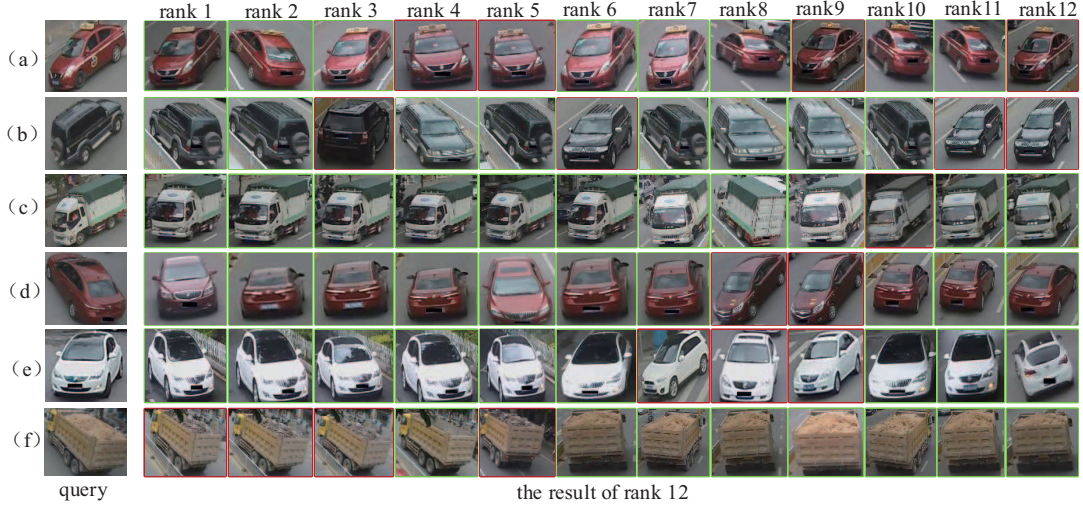 rank 1 rank 2 rank 3 rank 4 rank 5 rank 6 rank7 rank8 rank9 rank10 rank11 rank12
(a)
(b)
(c)
(d)
(e)
(f)
query the result of rank 12